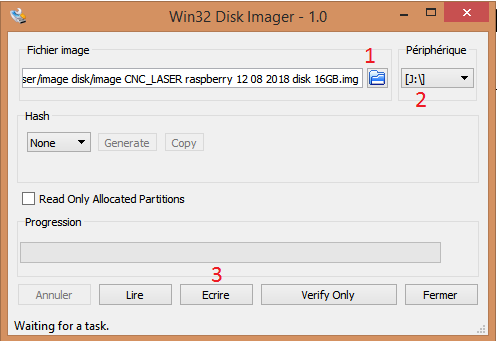 Win32 Disk Imager - 1.0
Fichier image 1 Périphérique
ser/image disk/image CNC_LASER raspberry 12 08 2018 disk 16GB.img [J:\]
2
Hash
None Generate Copy
Read Only Allocated Partitions
Progression
3
Annuler Lire Ecrire Verify Only Fermer
Waiting for a task.